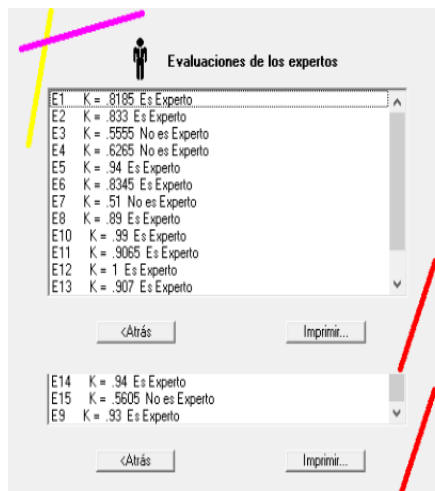 Evaluaciones de los expertos
E1 K = .8185 Es Experto
E2 K = .833 Es Experto
E3 K = .5555 No es Experto
E4 K = .6265 No es Experto
E5 K = .94 Es Experto
E6 K = .8345 Es Experto
E7 K = .51 No es Experto
E8 K = .89 Es Experto
E10 K = .99 Es Experto
E11 K = .9065 Es Experto
E12 K = 1 Es Experto
E13 K = .907 Es Experto
<Atrás Imprimir...
E14 K = .94 Es Experto
E15 K = .5605 No es Experto
E9 K = .93 Es Experto
<Atrás Imprimir...